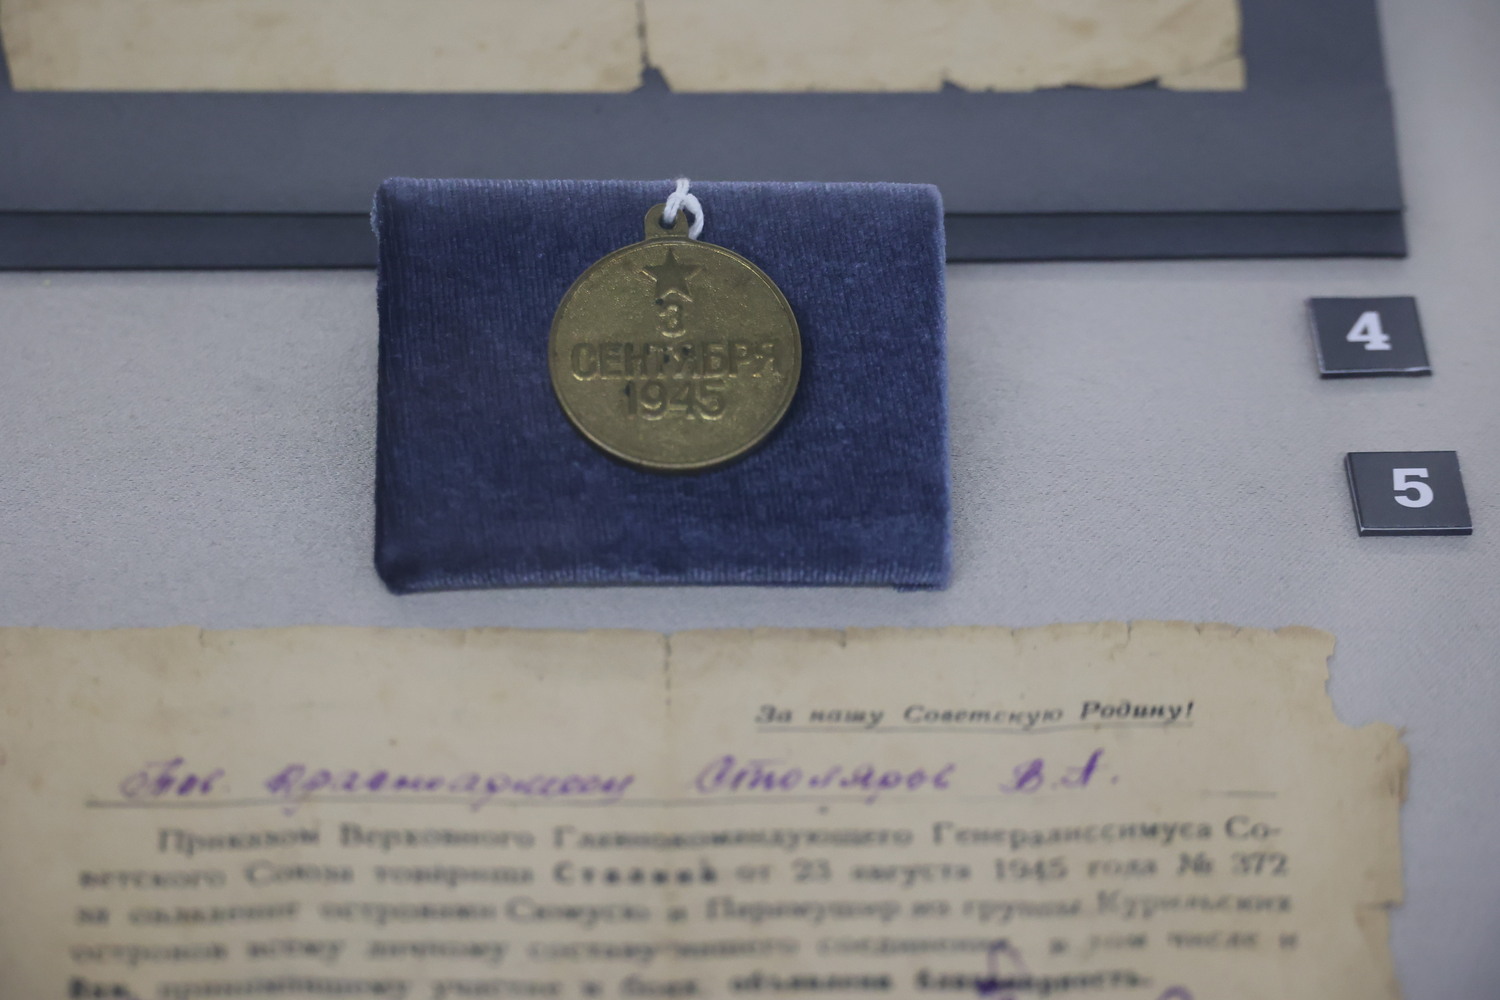 3
СЕНТЯБРЯ
1945
4
5
За нашу Советскую Родину!
Столяров В. А.
Приказом Верховного Главнокомандующего Генералиссимуса Со-
ветского Союза товарища Сталина от 23 августа 1945 года № 372
за овладение островами Сюмусю и Парамушир из группы Курильских
островов всему личному составу нашего соединения, в том числе и
принимавшему участие в боях, объявлена благодарность.